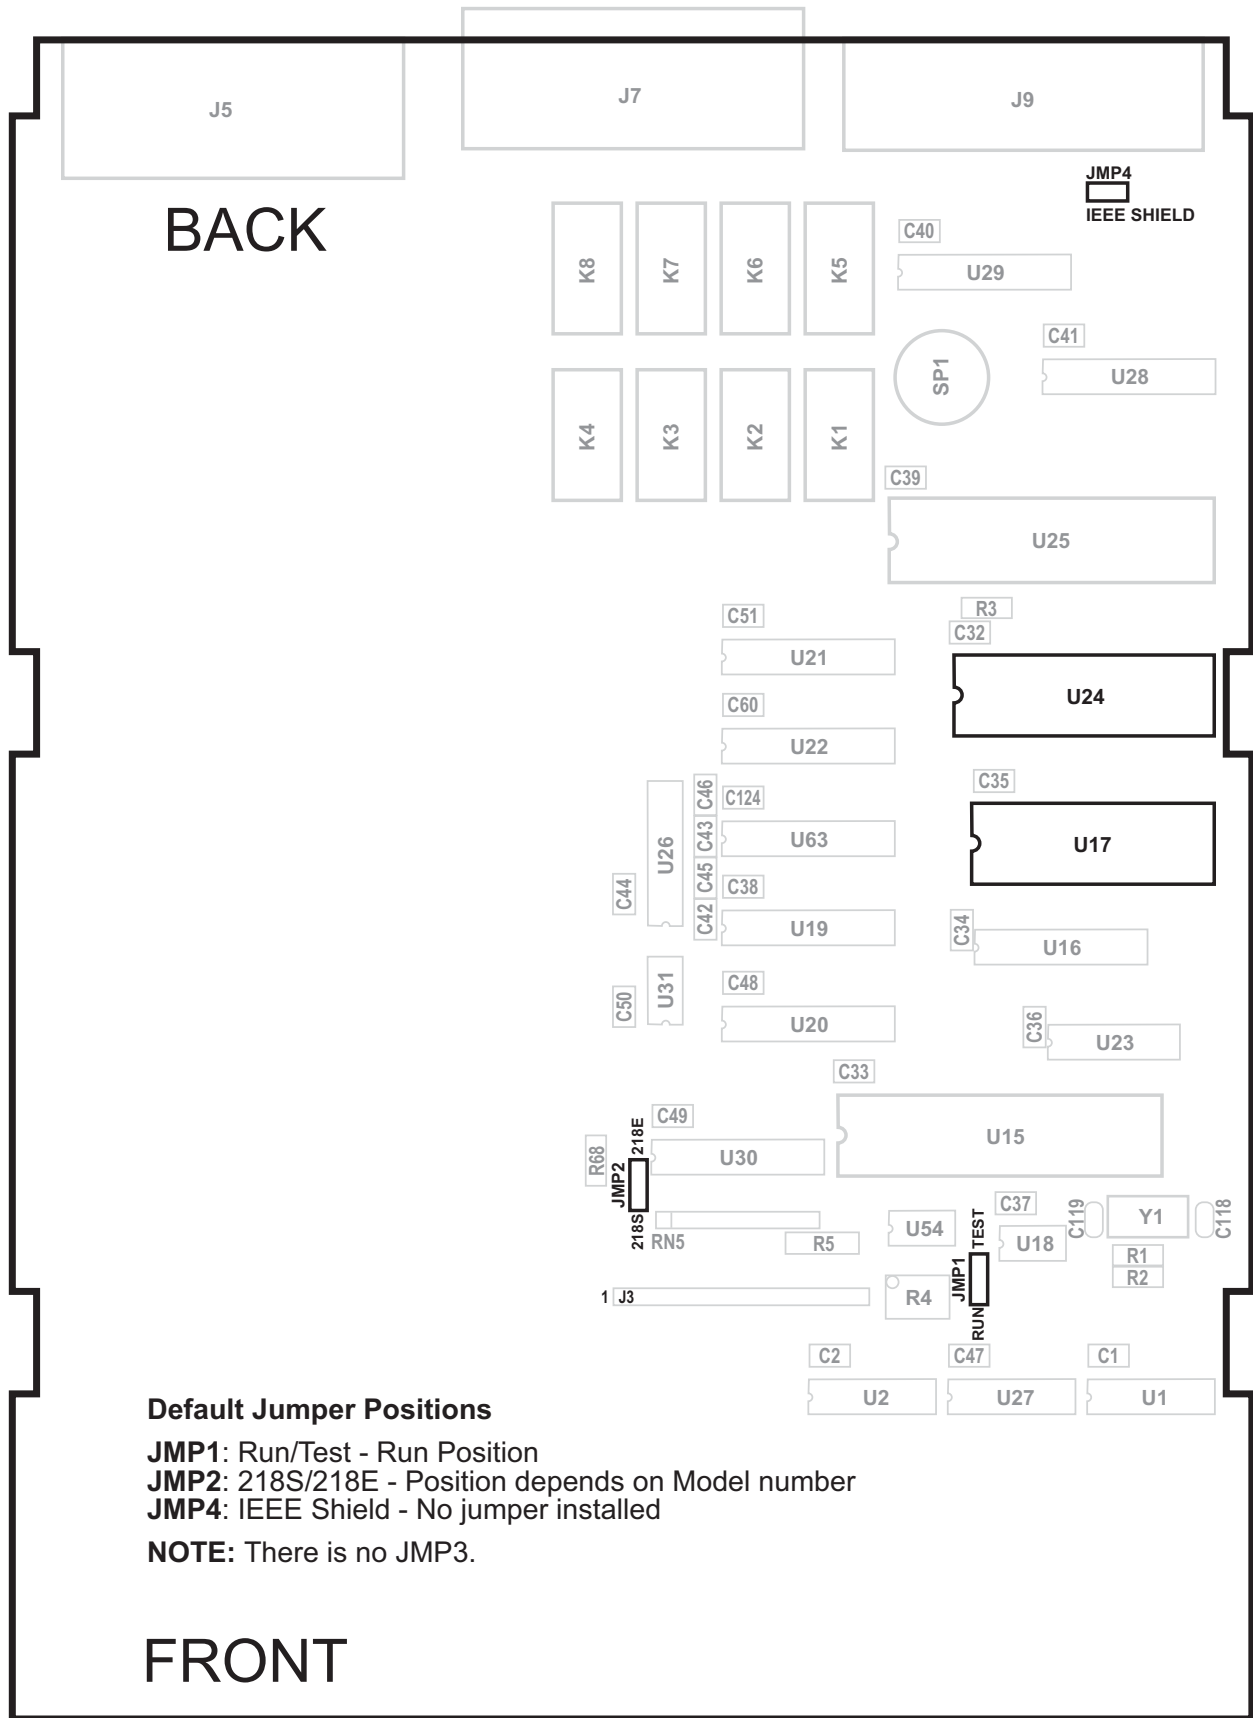 J5
J7
J9
JMP4
IEEE SHIELD
BACK
C40
U29
K8
K7
K6
K5
C41
U28
SP1
K4
K3
K2
K1
C39
U25
R3
C51
C32
U21
U24
C60
U22
C35
C46
C124
U17
C43
U63
U26
C45
C38
C44
C42
U19
C34
U16
C48
U31
C50
U20
C36
U23
C33
C49
218E
U15
R68
U30
JMP2
C37
C119
Y1
C118
218S
RN5
R5
U54
TEST
U18
R1
R2
JMP1
1 J3
R4
RUN
C2
C47
C1
U2
U27
U1
Default Jumper Positions
JMP1: Run/Test - Run Position
JMP2: 218S/218E - Position depends on Model number
JMP4: IEEE Shield - No jumper installed
NOTE: There is no JMP3.
FRONT